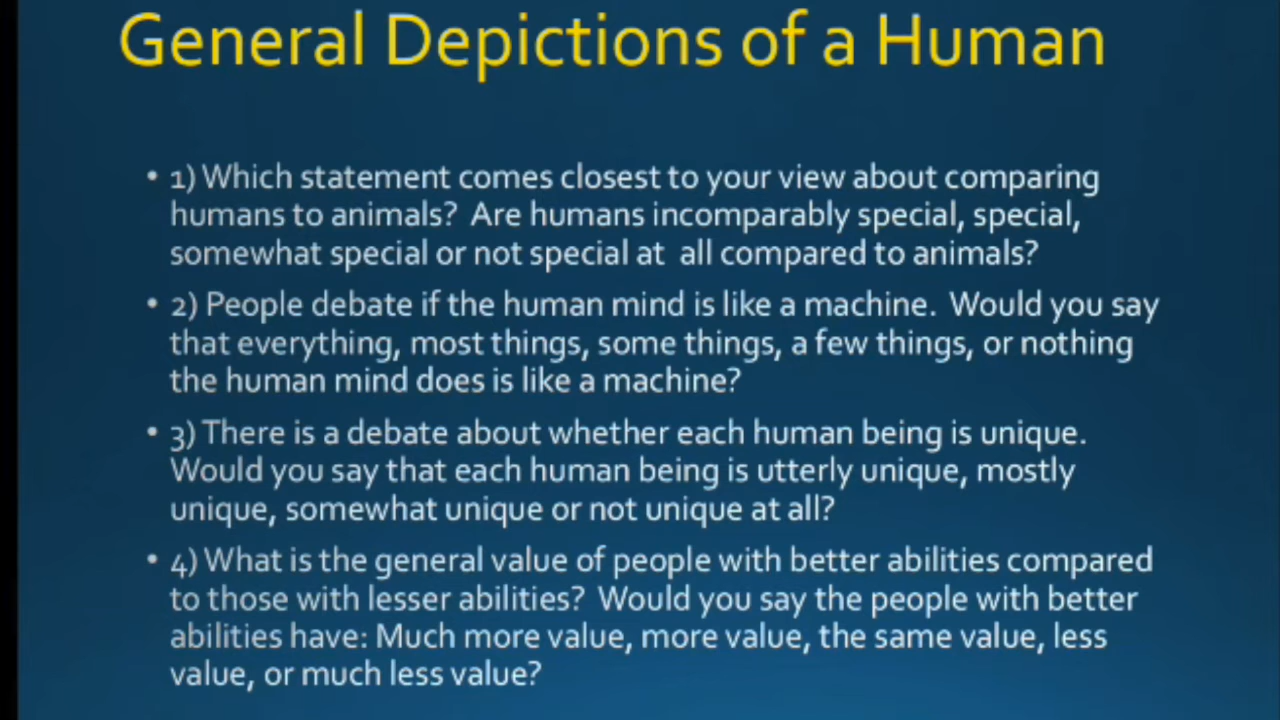 General Depictions of a Human
• 1) Which statement comes closest to your view about comparing
humans to animals?  Are humans incomparably special, special,
somewhat special or not special at  all compared to animals?
• 2) People debate if the human mind is like a machine.  Would you say
that everything, most things, some things, a few things, or nothing
the human mind does is like a machine?
• 3) There is a debate about whether each human being is unique.
Would you say that each human being is utterly unique, mostly
unique, somewhat unique or not unique at all?
• 4) What is the general value of people with better abilities compared
to those with lesser abilities?  Would you say the people with better
abilities have: Much more value, more value, the same value, less
value, or much less value?